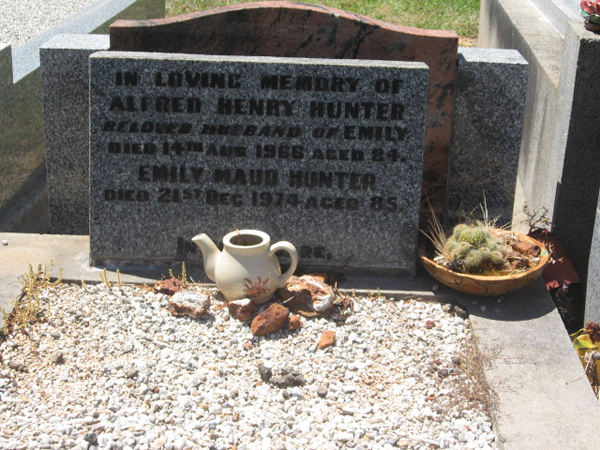 IN LOVING MEMORY OF
ALFRED HENRY HUNTER
BELOVED HUSBAND OF EMILY
DIED 14TH AUG 1966 AGED 84.
EMILY MAUD HUNTER
DIED 21ST DEC 1974 AGED 85.